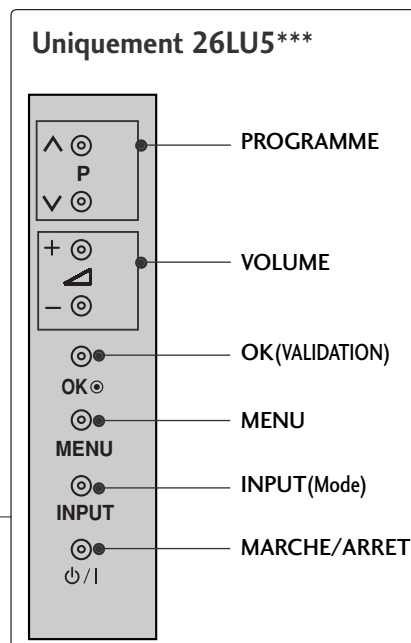 Uniquement 26LU5***
PROGRAMME
P
+
VOLUME
−
OK(VALIDATION)
OK
MENU
MENU
INPUT(Mode)
INPUT
MARCHE/ARRET
⏻/I